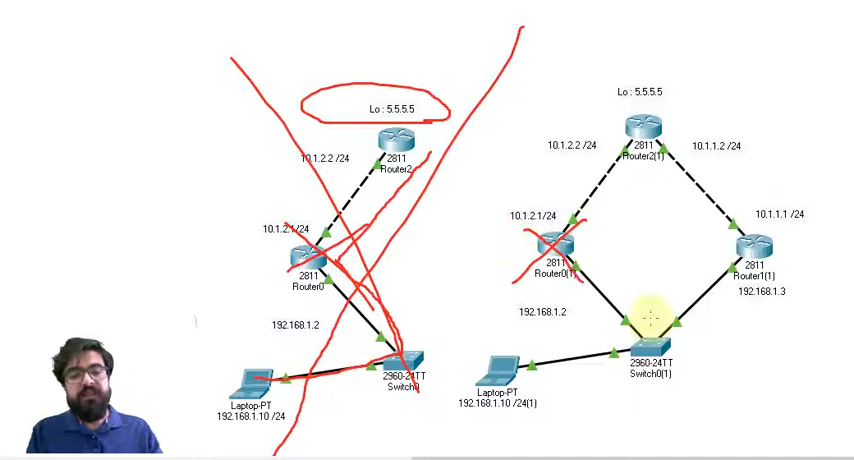 Lo : 5.5.5.5
2811
Router2
10.1.2.2 /24
10.1.2.1/24
2811
Router0
192.168.1.2
2960-24TT
Switch0
Laptop-PT
192.168.1.10 /24
Lo : 5.5.5.5
10.1.2.2 /24
2811
Router2(1)
10.1.1.2 /24
10.1.2.1/24
2811
Router0(1)
10.1.1.1 /24
2811
Router1(1)
192.168.1.3
192.168.1.2
2960-24TT
Switch0(1)
Laptop-PT
192.168.1.10 /24(1)